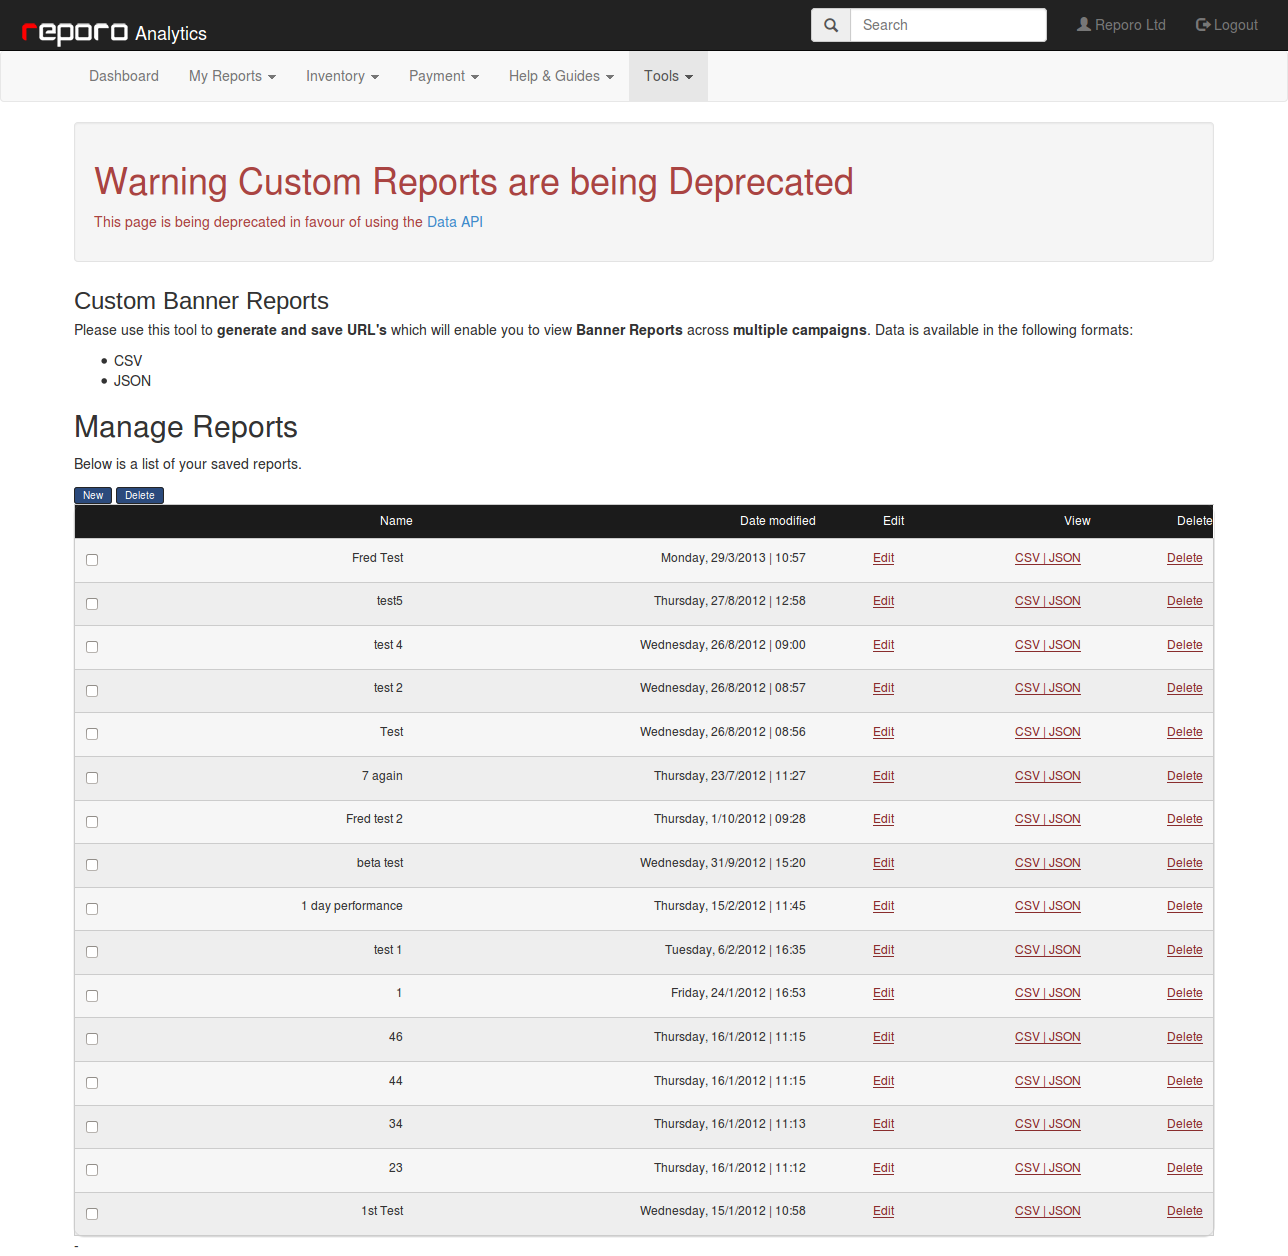 reporo Analytics Search Reporo Ltd Logout
Dashboard My Reports Inventory Payment Help & Guides Tools
Warning Custom Reports are being Deprecated
This page is being deprecated in favour of using the Data API
Custom Banner Reports
Please use this tool to generate and save URL's which will enable you to view Banner Reports across multiple campaigns. Data is available in the following formats:
CSV
JSON
Manage Reports
Below is a list of your saved reports.
New Delete
Name Date modified Edit View Delete
Fred Test Monday, 29/3/2013 | 10:57 Edit CSV | JSON Delete
test5 Thursday, 27/8/2012 | 12:58 Edit CSV | JSON Delete
test 4 Wednesday, 26/8/2012 | 09:00 Edit CSV | JSON Delete
test 2 Wednesday, 26/8/2012 | 08:57 Edit CSV | JSON Delete
Test Wednesday, 26/8/2012 | 08:56 Edit CSV | JSON Delete
7 again Thursday, 23/7/2012 | 11:27 Edit CSV | JSON Delete
Fred test 2 Thursday, 1/10/2012 | 09:28 Edit CSV | JSON Delete
beta test Wednesday, 31/9/2012 | 15:20 Edit CSV | JSON Delete
1 day performance Thursday, 15/2/2012 | 11:45 Edit CSV | JSON Delete
test 1 Tuesday, 6/2/2012 | 16:35 Edit CSV | JSON Delete
1 Friday, 24/1/2012 | 16:53 Edit CSV | JSON Delete
46 Thursday, 16/1/2012 | 11:15 Edit CSV | JSON Delete
44 Thursday, 16/1/2012 | 11:15 Edit CSV | JSON Delete
34 Thursday, 16/1/2012 | 11:13 Edit CSV | JSON Delete
23 Thursday, 16/1/2012 | 11:12 Edit CSV | JSON Delete
1st Test Wednesday, 15/1/2012 | 10:58 Edit CSV | JSON Delete
-